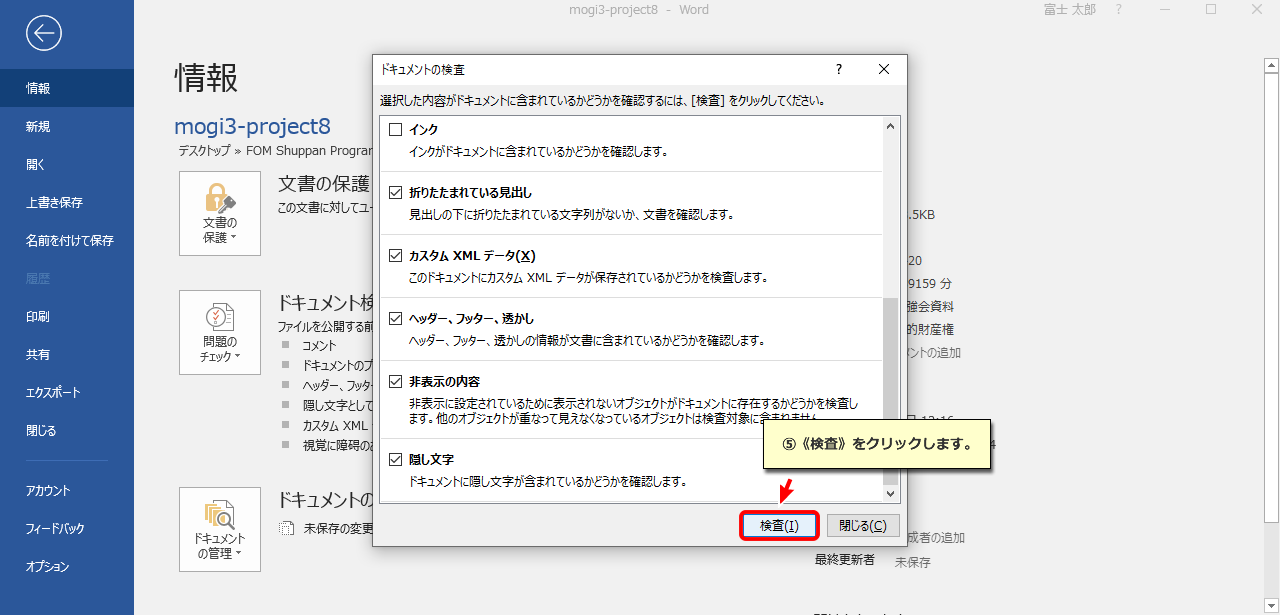 mogi3-project8 - Word
富士 太郎
?
情報
新規
開く
上書き保存
名前を付けて保存
履歴
印刷
共有
エクスポート
閉じる
アカウント
フィードバック
オプション
情報
mogi3-project8
デスクトップ » FOM Shuppan Program
文書の保護
この文書に対してユー
文書の
保護
ドキュメント検
ファイルを公開する前
問題の
チェック
コメント
ドキュメントのプ
ヘッダー、フッター
隠し文字として
カスタム XML
視覚に障碍のあ
ドキュメントの
未保存の変更
ドキュメント
の管理
ドキュメントの検査
?
選択した内容がドキュメントに含まれているかどうかを確認するには、[検査] をクリックしてください。
インク
インクがドキュメントに含まれているかどうかを確認します。
折りたたまれている見出し
見出しの下に折りたたまれている文字列がないか、文書を確認します。
カスタム XML データ(X)
このドキュメントにカスタム XML データが保存されているかどうかを検査します。
ヘッダー、フッター、透かし
ヘッダー、フッター、透かしの情報が文書に含まれているかどうかを確認します。
非表示の内容
非表示に設定されているために表示されないオブジェクトがドキュメントに存在するかどうかを検査し
ます。他のオブジェクトが重なって見えなくなっているオブジェクトは検査対象に含まれません。
隠し文字
ドキュメントに隠し文字が含まれているかどうかを確認します。
⑤《検査》をクリックします。
検査(I)
閉じる(C)
.5KB
20
9159 分
強会資料
的財産権
ントの追加
成者の追加
最終更新者
未保存